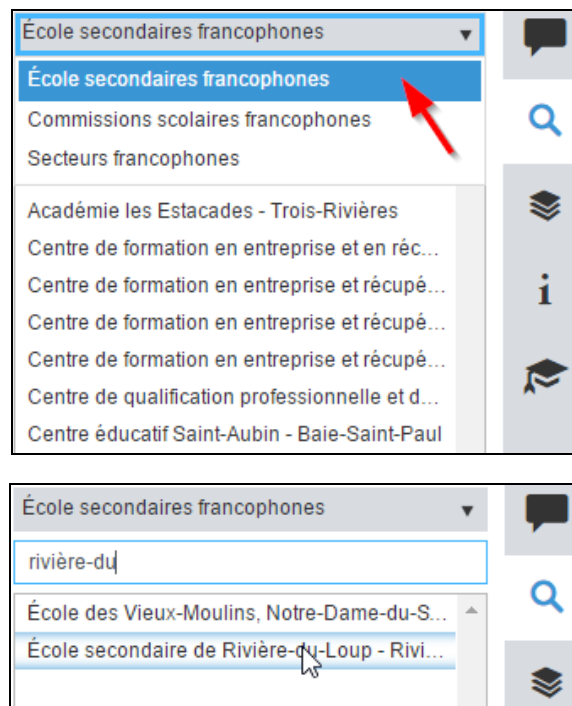 École secondaires francophones
École secondaires francophones
Commissions scolaires francophones
Secteurs francophones
Académie les Estacades - Trois-Rivières
Centre de formation en entreprise et en réc...
Centre de formation en entreprise et récupé...
Centre de formation en entreprise et récupé...
Centre de formation en entreprise et récupé...
Centre de qualification professionnelle et d...
Centre éducatif Saint-Aubin - Baie-Saint-Paul
École secondaires francophones
rivière-du
École des Vieux-Moulins, Notre-Dame-du-S...
École secondaire de Rivière-du-Loup - Rivi...